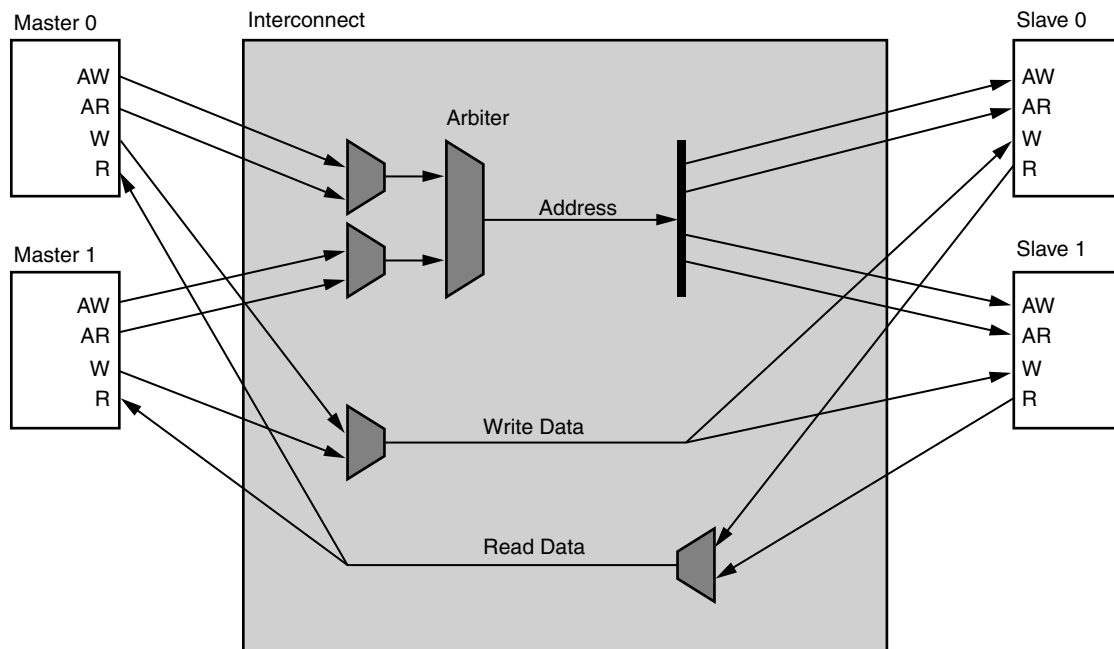 Master 0
Interconnect
Slave 0
AW
AR
W
R
Arbiter
Address
AW
AR
W
R
Master 1
AW
AR
W
R
Slave 1
AW
AR
W
R
Write Data
Read Data